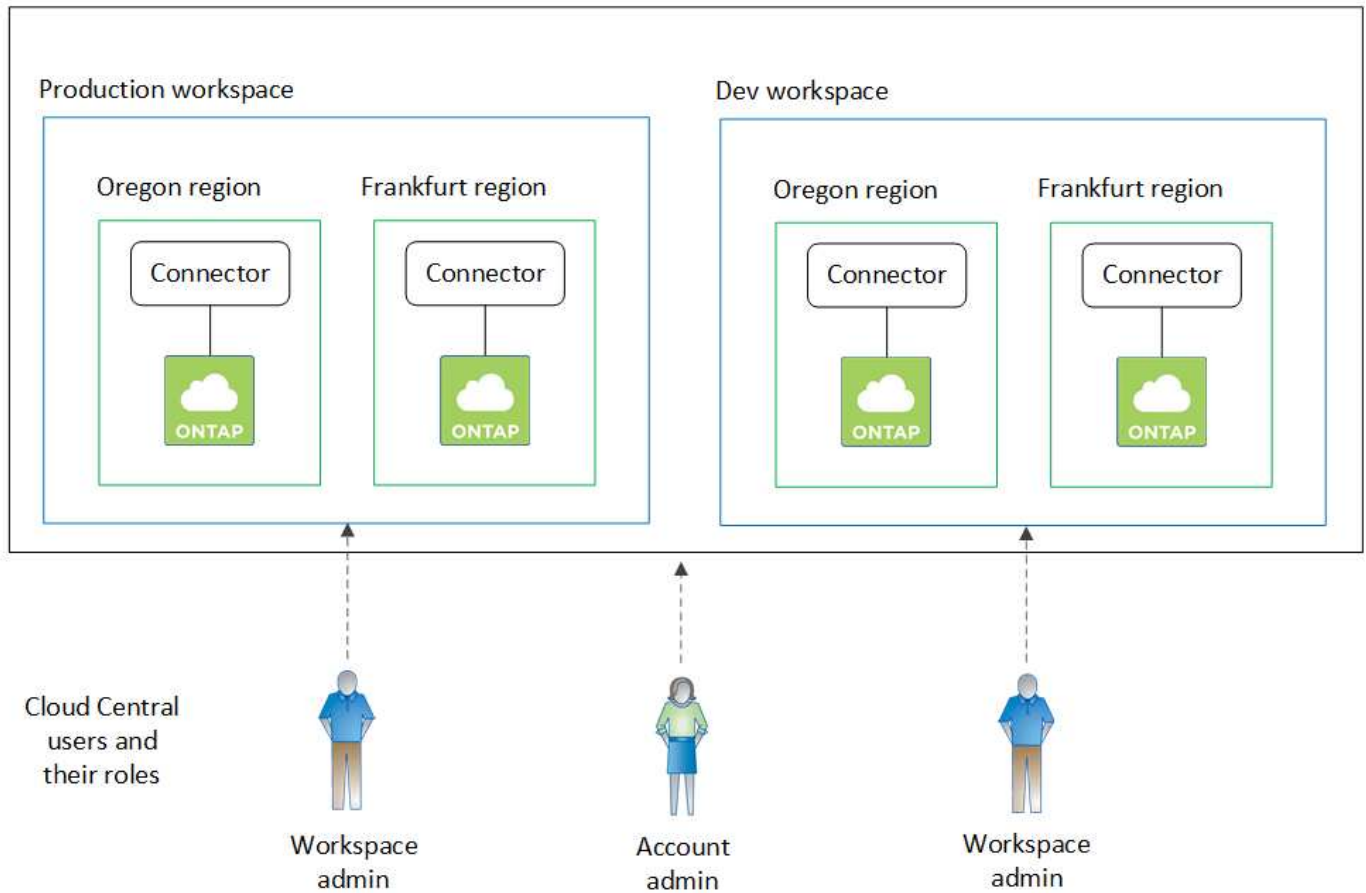 Production workspace
Dev workspace
Oregon region
Frankfurt region
Oregon region
Frankfurt region
Connector
Connector
Connector
Connector
ONTAP
ONTAP
ONTAP
ONTAP
Cloud Central
users and
their roles
Workspace
admin
Account
admin
Workspace
admin